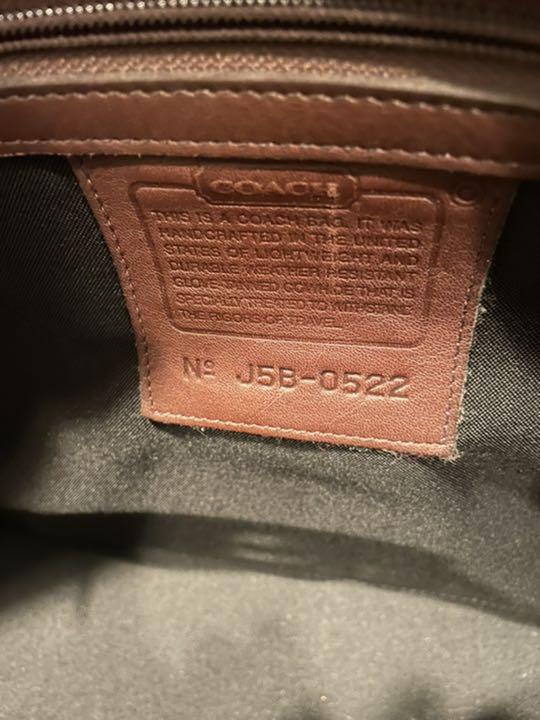 COACH
THIS IS A COACH BAG. IT WAS
HANDCRAFTED IN THE UNITED
STATES OF LIGHTWEIGHT AND
DURABLE WEATHER RESISTANT
GLOVE TANNED COWHIDE THAT IS
SPECIALLY TREATED TO WITHSTAND
THE RIGORS OF TRAVEL.
Nº J5B-0522